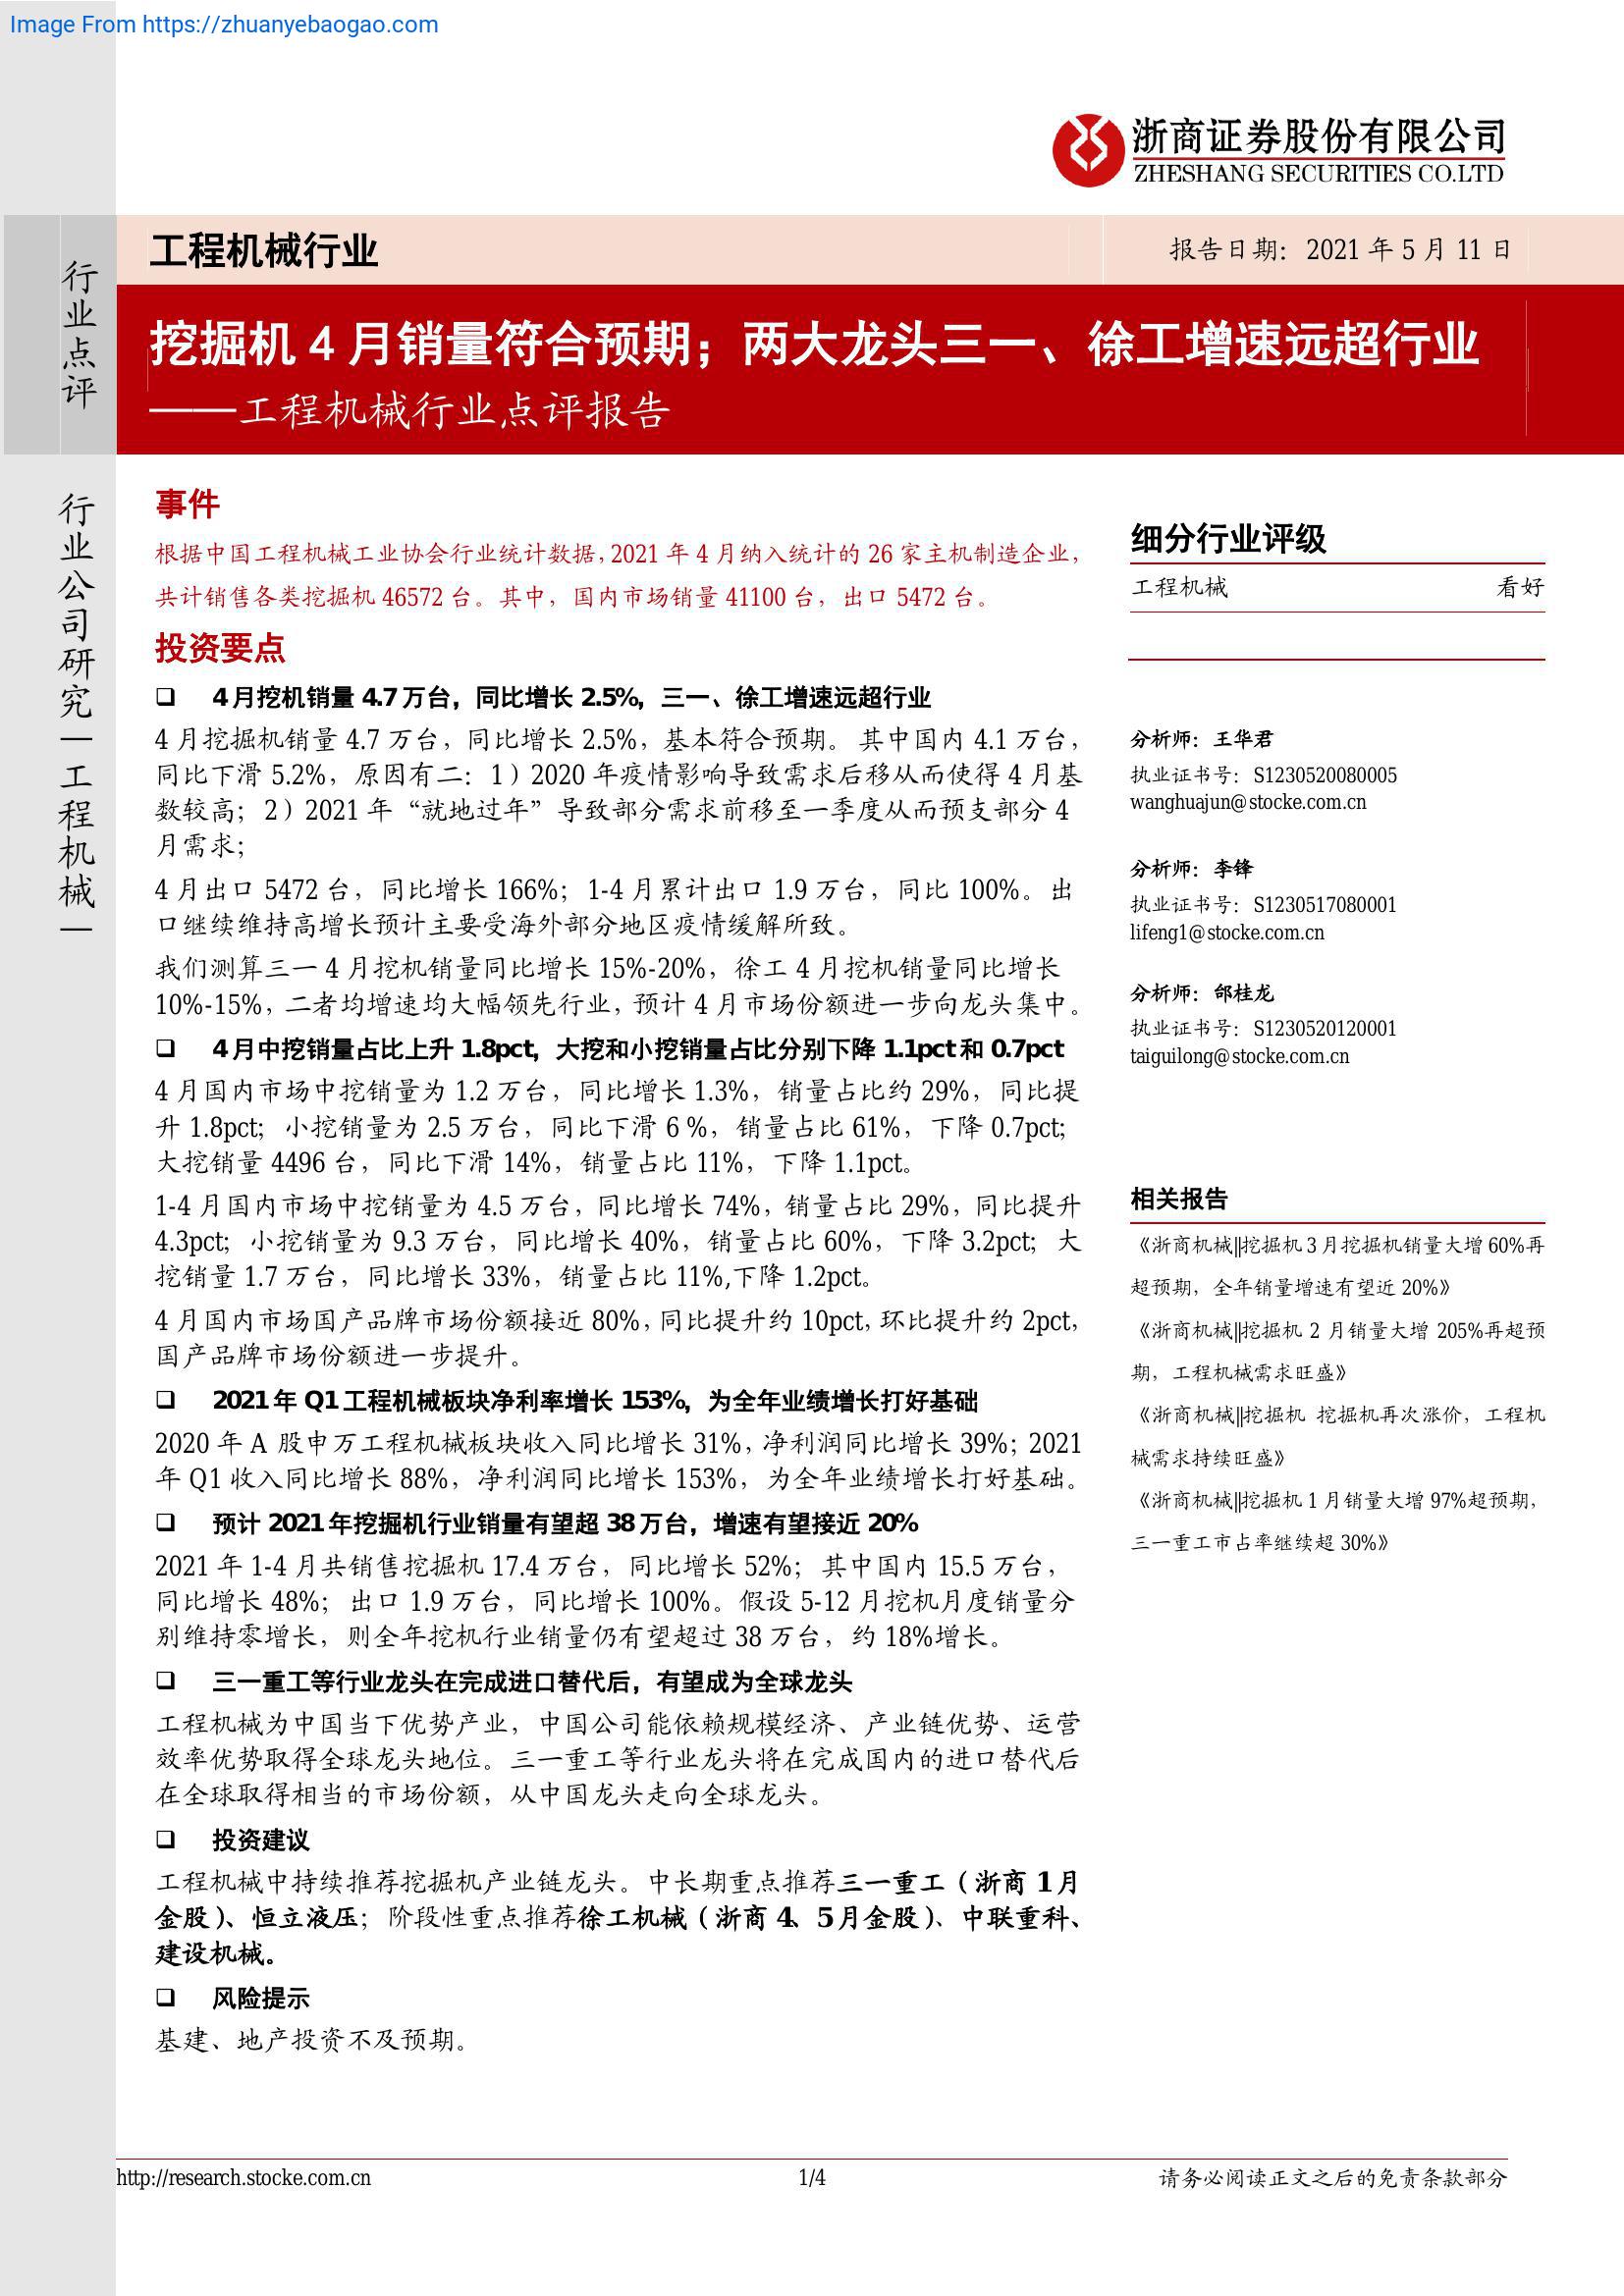 Image From https://zhuanyebaogao.com
浙商证券股份有限公司
ZHESHANG SECURITIES CO.LTD
工程机械行业
报告日期：2021 年 5 月 11 日
行业点评
挖掘机 4 月销量符合预期；两大龙头三一、徐工增速远超行业
——工程机械行业点评报告
行业公司研究|工程机械|
事件
根据中国工程机械工业协会行业统计数据，2021 年 4 月纳入统计的 26 家主机制造企业，
共计销售各类挖掘机 46572 台。其中，国内市场销量 41100 台，出口 5472 台。
投资要点
❑ 4 月挖机销量 4.7 万台，同比增长 2.5%，三一、徐工增速远超行业
4 月挖掘机销量 4.7 万台，同比增长 2.5%，基本符合预期。 其中国内 4.1 万台，
同比下滑 5.2%，原因有二：1）2020 年疫情影响导致需求后移从而使得 4 月基
数较高；2）2021 年“就地过年”导致部分需求前移至一季度从而预支部分 4
月需求；
4 月出口 5472 台，同比增长 166%；1-4 月累计出口 1.9 万台，同比 100%。出
口继续维持高增长预计主要受海外部分地区疫情缓解所致。
我们测算三一 4 月挖机销量同比增长 15%-20%，徐工 4 月挖机销量同比增长
10%-15%，二者均增速均大幅领先行业，预计 4 月市场份额进一步向龙头集中。
❑ 4 月中挖销量占比上升 1.8pct，大挖和小挖销量占比分别下降 1.1pct 和 0.7pct
4 月国内市场中挖销量为 1.2 万台，同比增长 1.3%，销量占比约 29%，同比提
升 1.8pct；小挖销量为 2.5 万台，同比下滑 6 %，销量占比 61%，下降 0.7pct；
大挖销量 4496 台，同比下滑 14%，销量占比 11%，下降 1.1pct。
1-4 月国内市场中挖销量为 4.5 万台，同比增长 74%，销量占比 29%，同比提升
4.3pct；小挖销量为 9.3 万台，同比增长 40%，销量占比 60%，下降 3.2pct；大
挖销量 1.7 万台，同比增长 33%，销量占比 11%,下降 1.2pct。
4 月国内市场国产品牌市场份额接近 80%，同比提升约 10pct，环比提升约 2pct，
国产品牌市场份额进一步提升。
❑ 2021 年 Q1 工程机械板块净利率增长 153%，为全年业绩增长打好基础
2020 年 A 股申万工程机械板块收入同比增长 31%，净利润同比增长 39%；2021
年 Q1 收入同比增长 88%，净利润同比增长 153%，为全年业绩增长打好基础。
❑ 预计 2021 年挖掘机行业销量有望超 38 万台，增速有望接近 20%
2021 年 1-4 月共销售挖掘机 17.4 万台，同比增长 52%；其中国内 15.5 万台，
同比增长 48%；出口 1.9 万台，同比增长 100%。假设 5-12 月挖机月度销量分
别维持零增长，则全年挖机行业销量仍有望超过 38 万台，约 18%增长。
❑ 三一重工等行业龙头在完成进口替代后，有望成为全球龙头
工程机械为中国当下优势产业，中国公司能依赖规模经济、产业链优势、运营
效率优势取得全球龙头地位。三一重工等行业龙头将在完成国内的进口替代后
在全球取得相当的市场份额，从中国龙头走向全球龙头。
❑ 投资建议
工程机械中持续推荐挖掘机产业链龙头。中长期重点推荐三一重工（浙商 1 月
金股）、恒立液压；阶段性重点推荐徐工机械（浙商 4、5 月金股）、中联重科、
建设机械。
❑ 风险提示
基建、地产投资不及预期。
细分行业评级
工程机械 看好
分析师：王华君
执业证书号：S1230520080005
wanghuajun@stocke.com.cn
分析师：李锋
执业证书号：S1230517080001
lifeng1@stocke.com.cn
分析师：邰桂龙
执业证书号：S1230520120001
taiguilong@stocke.com.cn
相关报告
《浙商机械||挖掘机 3 月挖掘机销量大增 60%再
超预期，全年销量增速有望近 20%》
《浙商机械||挖掘机 2 月销量大增 205%再超预
期，工程机械需求旺盛》
《浙商机械||挖掘机 挖掘机再次涨价，工程机
械需求持续旺盛》
《浙商机械||挖掘机 1 月销量大增 97%超预期，
三一重工市占率继续超 30%》
http://research.stocke.com.cn
1/4
请务必阅读正文之后的免责条款部分